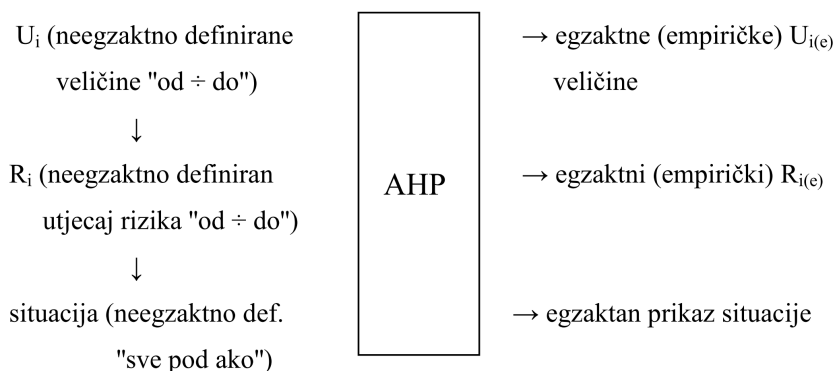 Ui (neegzaktno definirane
veličine "od ÷ do")
↓
Ri (neegzaktno definiran
utjecaj rizika "od ÷ do")
↓
situacija (neegzaktno def.
"sve pod ako")
AHP
→ egzaktne (empiričke) Ui(e)
veličine
→ egzaktni (empirički) Ri(e)
→ egzaktan prikaz situacije